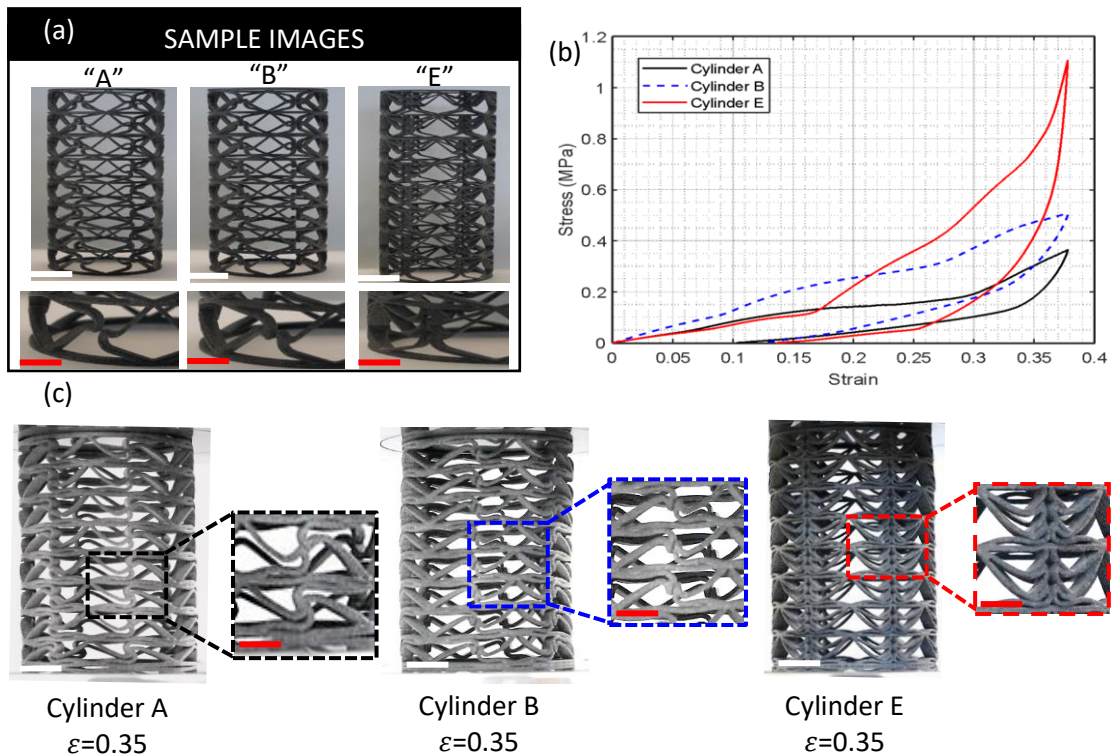 (a)
SAMPLE IMAGES
“A”
“B”
“E”
(b)
1.2
1
0.8
0.6
0.4
0.2
0
Stress (MPa)
Cylinder A
Cylinder B
Cylinder E
0
0.05
0.1
0.15
0.2
0.25
0.3
0.35
0.4
Strain
(c)
Cylinder A
ε=0.35
Cylinder B
ε=0.35
Cylinder E
ε=0.35